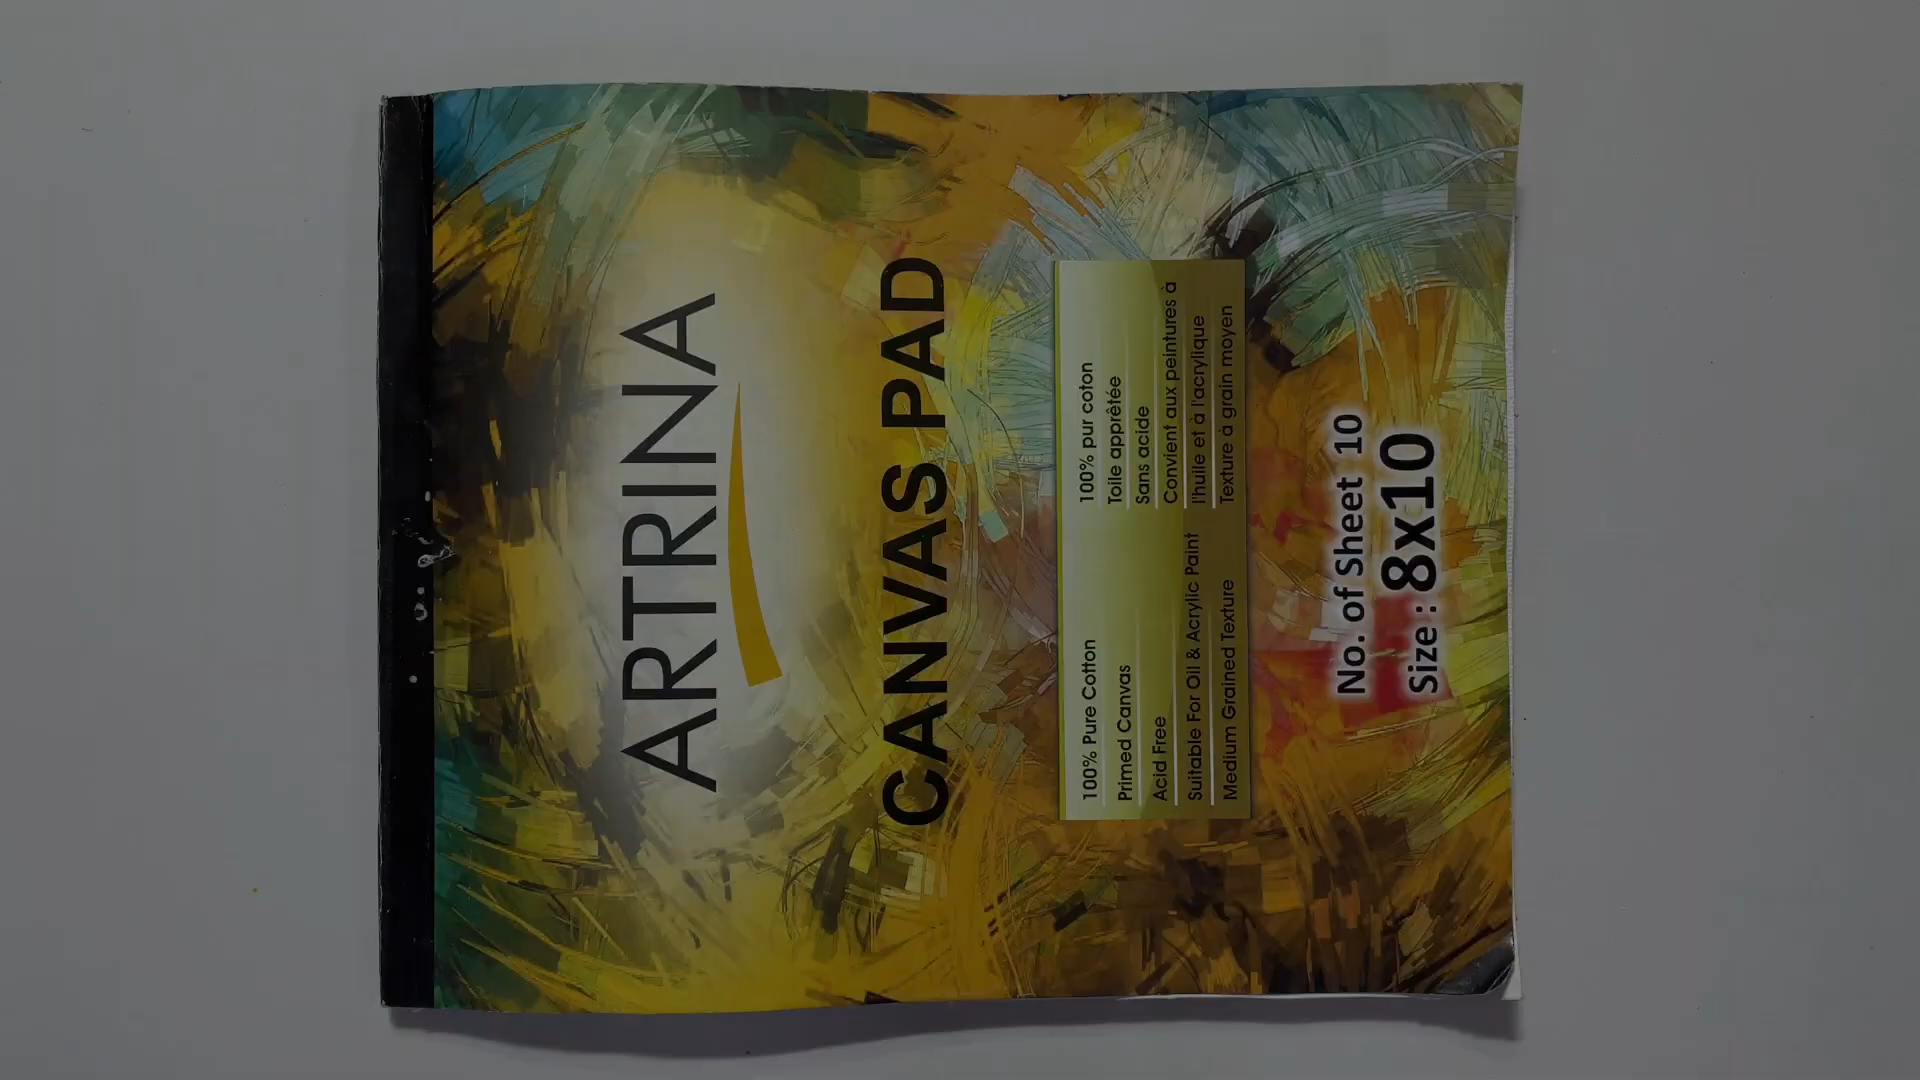 ARTRINA
CANVAS PAD
100% Pure Cotton
Primed Canvas
Acid Free
Suitable For Oil & Acrylic Paint
Medium Grained Texture
100% pur coton
Toile apprêtée
Sans acide
Convient aux peintures à
l'huile et à l'acrylique
Texture à grain moyen
No. of Sheet 10
Size : 8x10